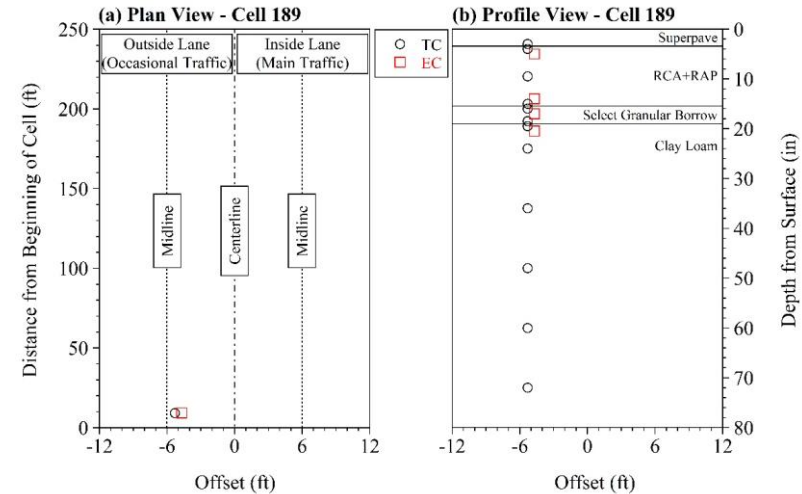 (a) Plan View - Cell 189
(b) Profile View - Cell 189
Outside Lane
(Occasional Traffic)
Inside Lane
(Main Traffic)
TC
EC
Distance from Beginning of Cell (ft)
250
200
150
100
50
0
Midline
Centerline
Midline
-12
-6
0
6
12
Offset (ft)
Superpave
RCA+RAP
Select Granular Borrow
Clay Loam
0
10
20
30
40
50
60
70
80
Depth from Surface (in)
-12
-6
0
6
12
Offset (ft)